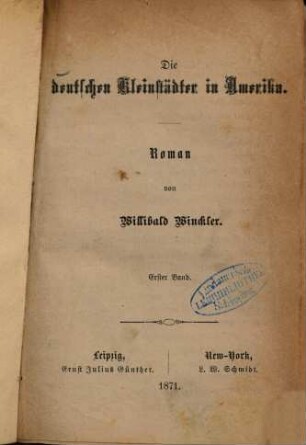 Die
deutschen Kleinstädter in Amerika.
Roman
von
Willibald Winckler.
Erster Band.
Leipzig,
Ernst Julius Günther.
New-York,
L. W. Schmidt.
1871.